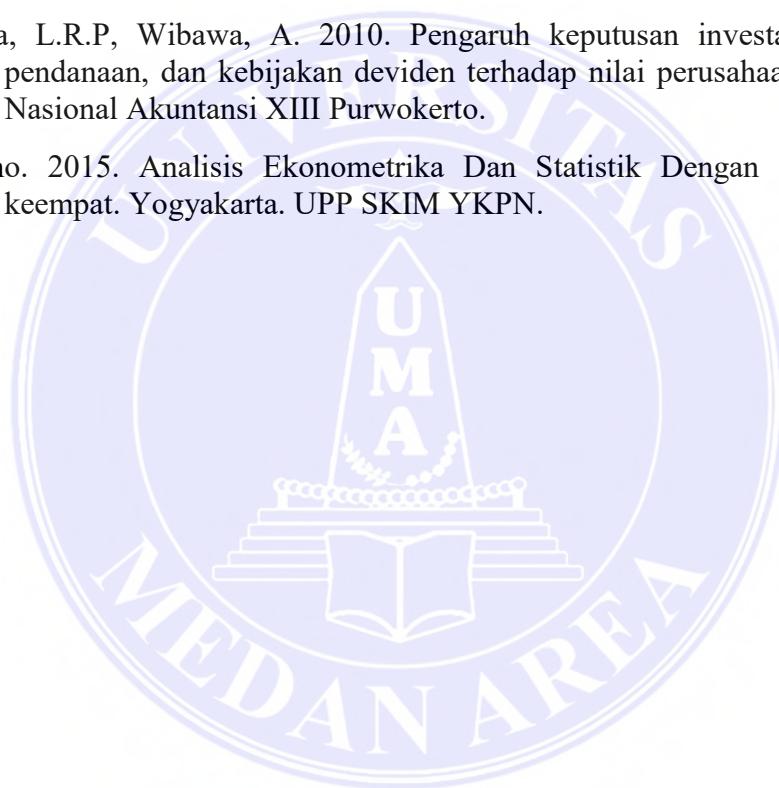 a, L.R.P, Wibawa, A. 2010. Pengaruh keputusan investa
pendanaan, dan kebijakan deviden terhadap nilai perusahaa
Nasional Akuntansi XIII Purwokerto.
no. 2015. Analisis Ekonometrika Dan Statistik Dengan
keempat. Yogyakarta. UPP SKIM YKPN.
UNIVERSITAS
U
M
A
MEDAN AREA